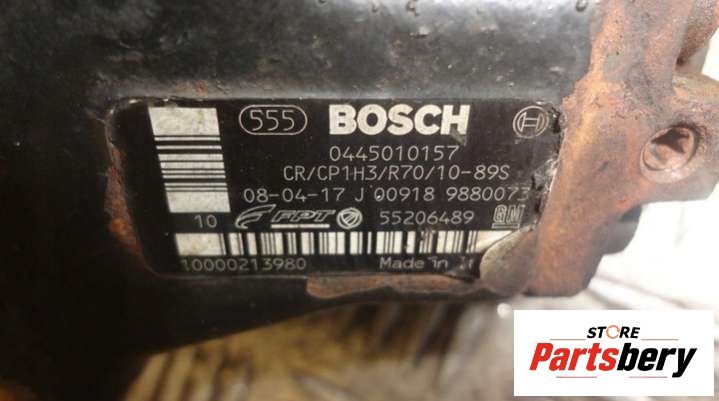 555 BOSCH
0445010157
CR/CP1H3/R70/10-89S
08-04-17 J 00918 9880073
10 FPT 55206489 GM
10000213980 Made in It
STORE
Partsbery